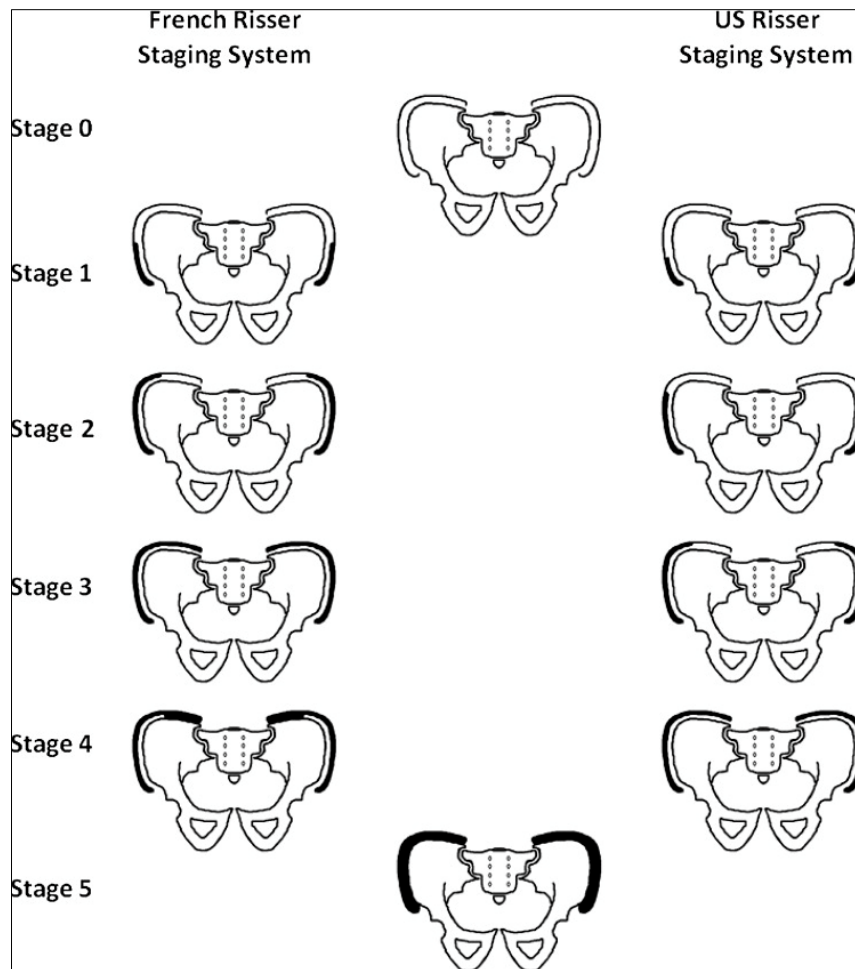 French Risser
Staging System
US Risser
Staging System
Stage 0
Stage 1
Stage 2
Stage 3
Stage 4
Stage 5